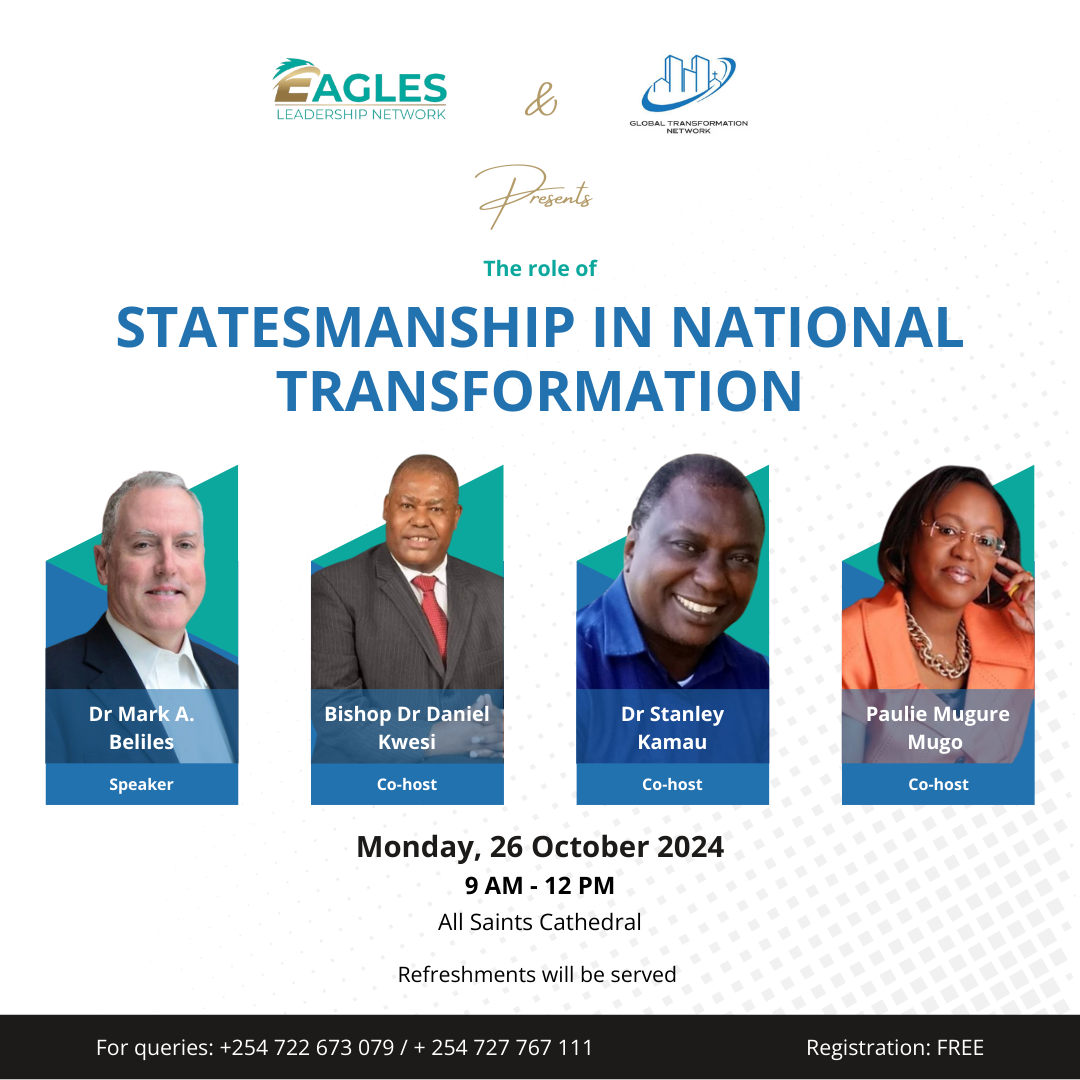 EAGLES
LEADERSHIP NETWORK
&
GLOBAL TRANSFORMATION
NETWORK
Presents
The role of
STATESMANSHIP IN NATIONAL
TRANSFORMATION
Dr Mark A.
Beliles
Speaker
Bishop Dr Daniel
Kwesi
Co-host
Dr Stanley
Kamau
Co-host
Paulie Mugure
Mugo
Co-host
Monday, 26 October 2024
9 AM - 12 PM
All Saints Cathedral
Refreshments will be served
For queries: +254 722 673 079 / + 254 727 767 111
Registration: FREE